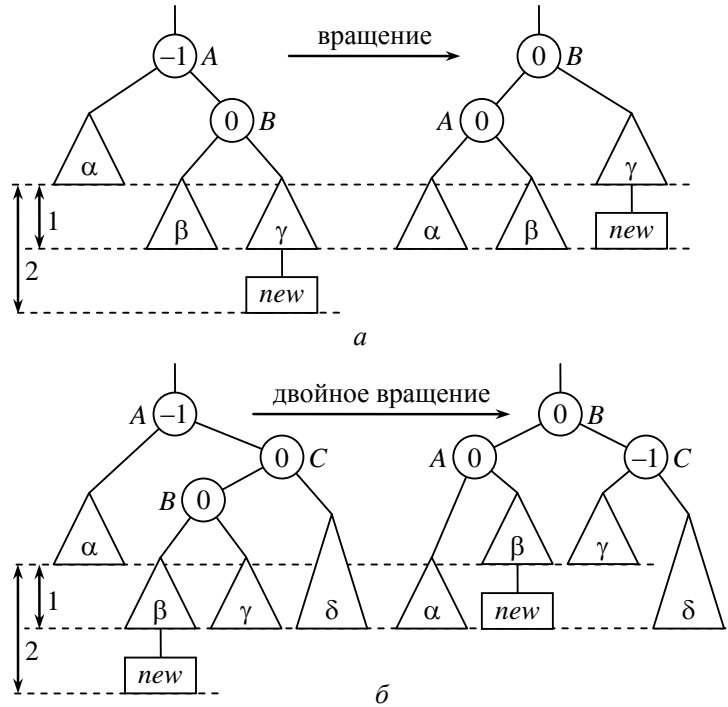 вращение
–1 A
0 B
0 B
A 0
α
γ
1
β
γ
α
β
new
2
new
а
двойное вращение
A –1
0 B
0 C
A 0
–1 C
B 0
α
β
γ
1
β
γ
δ
α
new
δ
2
new
б